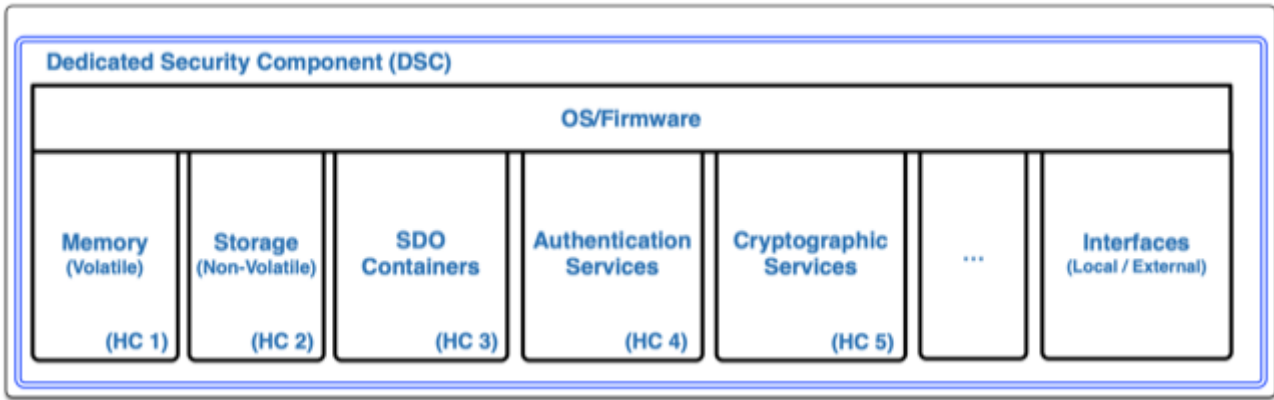 Dedicated Security Component (DSC)
OS/Firmware
Memory
(Volatile)
(HC 1)
Storage
(Non-Volatile)
(HC 2)
SDO
Containers
(HC 3)
Authentication
Services
(HC 4)
Cryptographic
Services
(HC 5)
...
Interfaces
(Local / External)